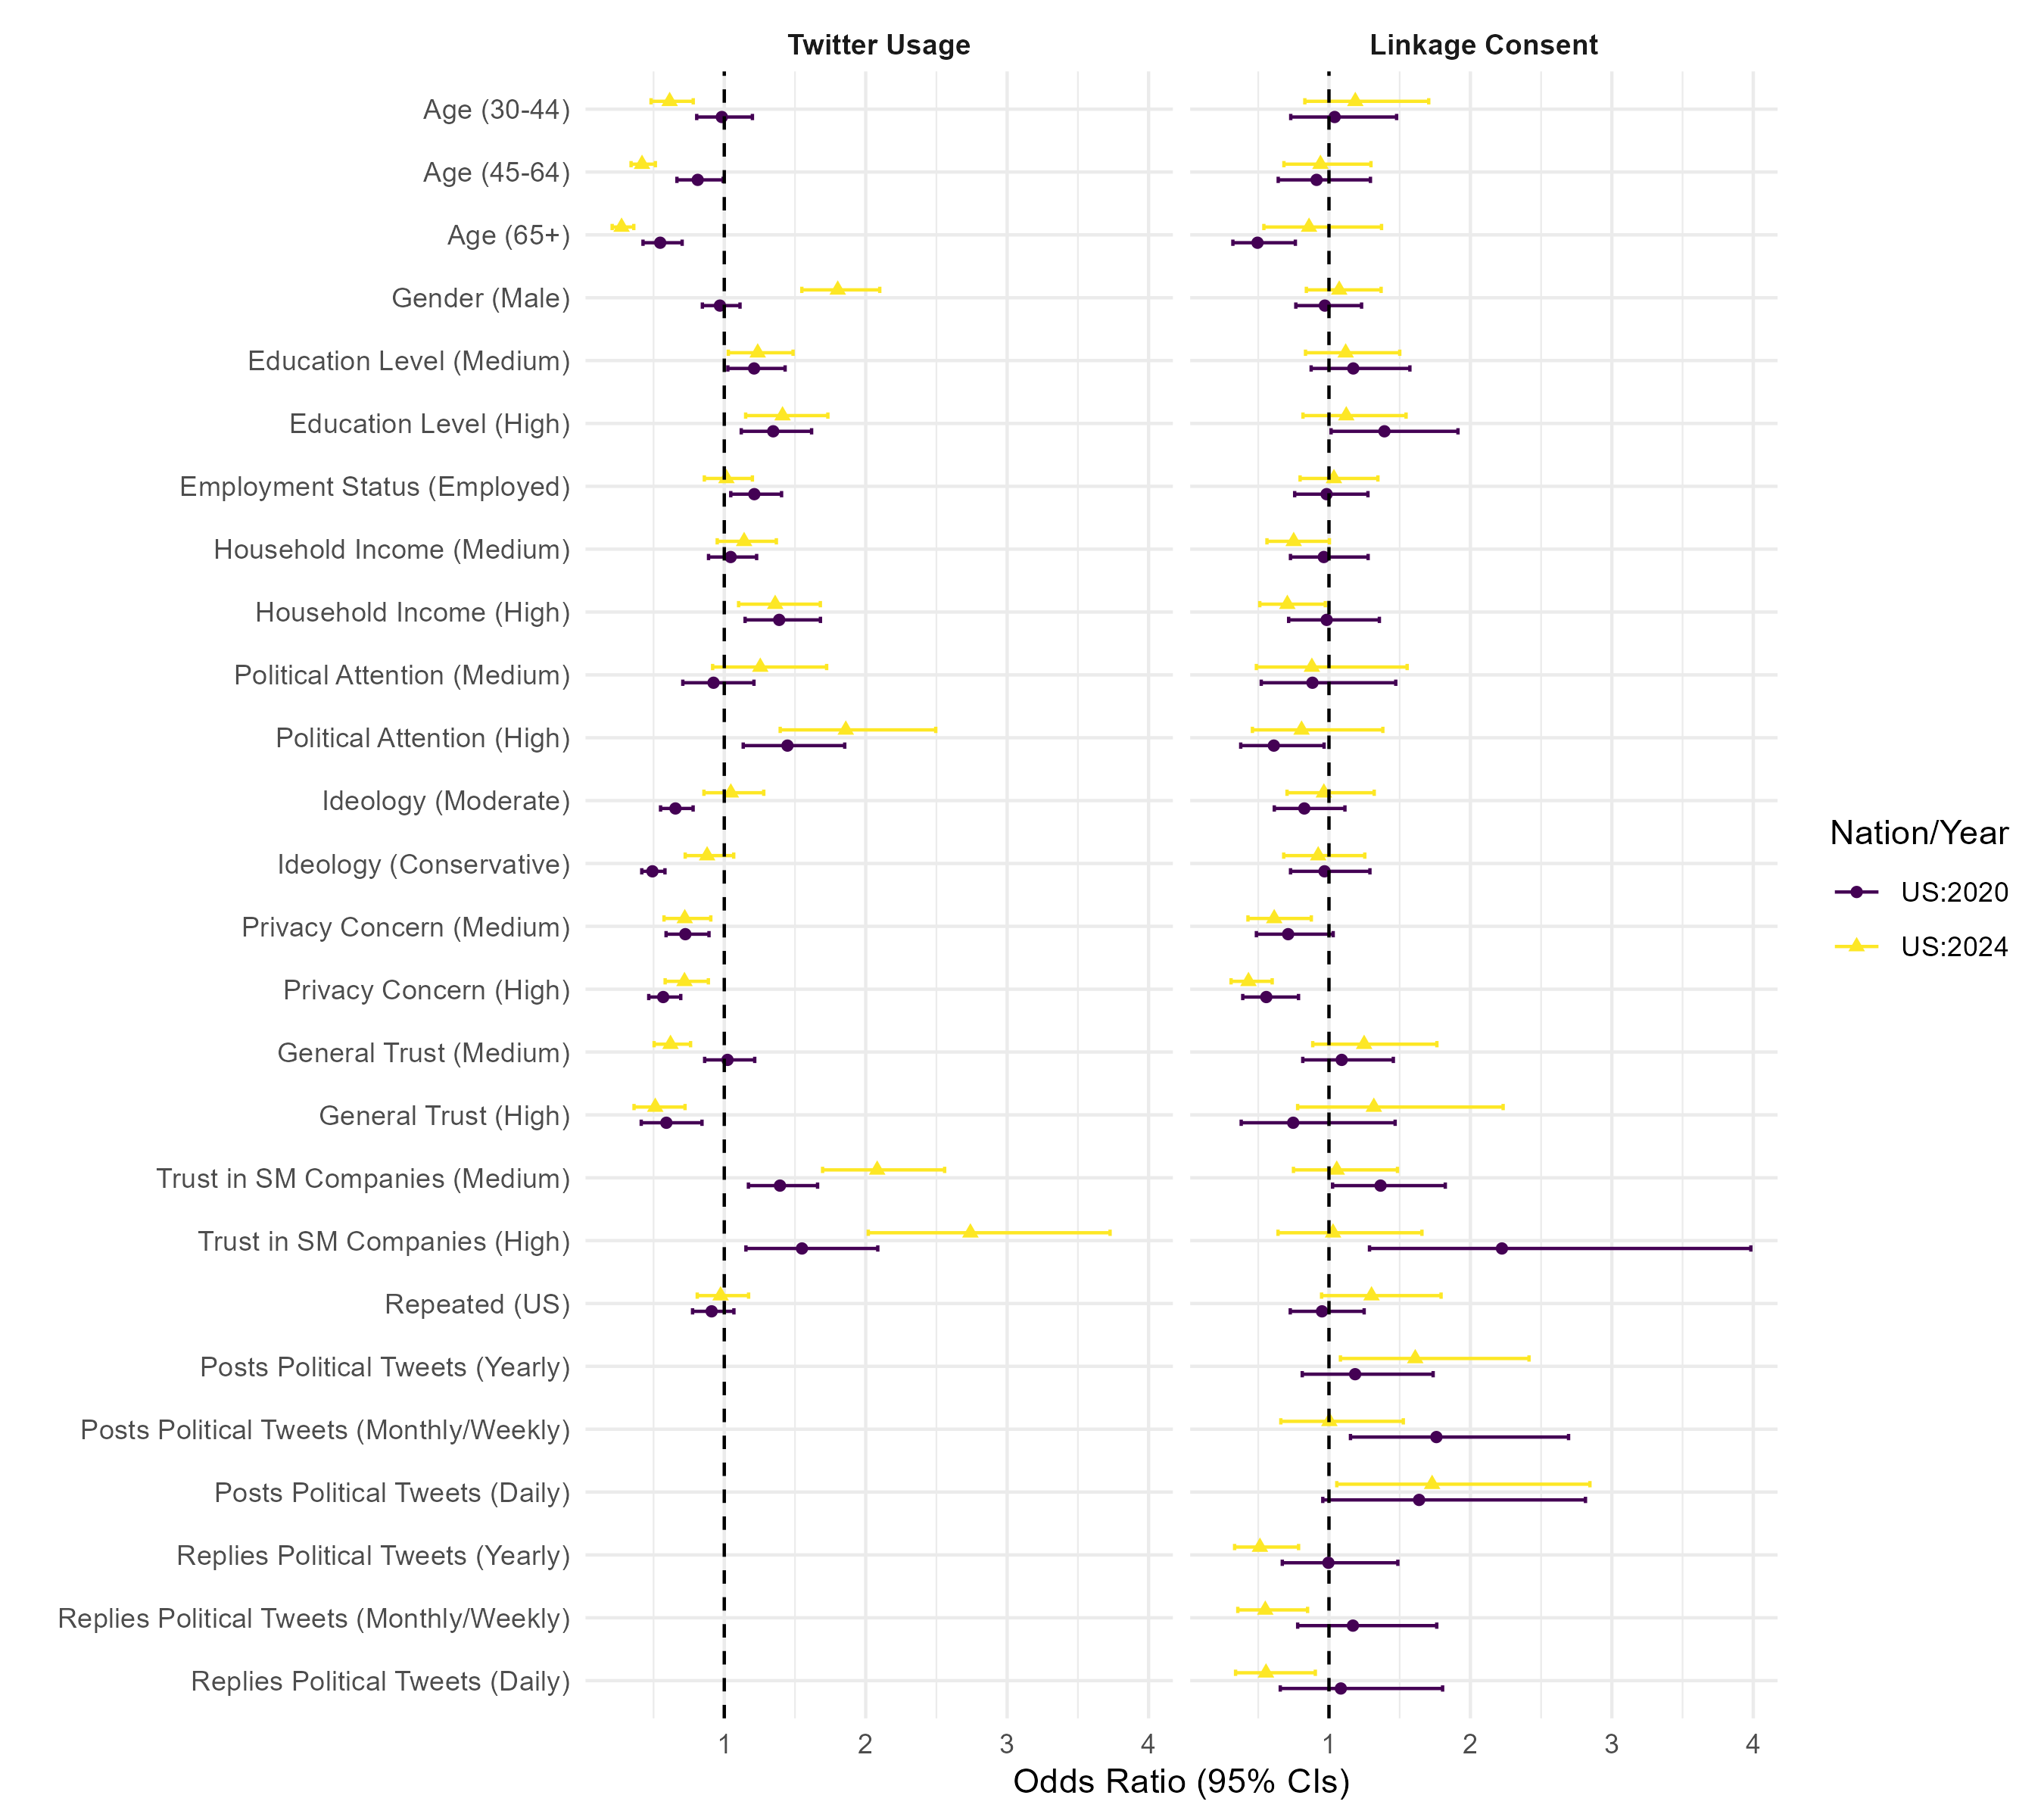 Twitter Usage
Linkage Consent
Age (30-44)
Age (45-64)
Age (65+)
Gender (Male)
Education Level (Medium)
Education Level (High)
Employment Status (Employed)
Household Income (Medium)
Household Income (High)
Political Attention (Medium)
Political Attention (High)
Ideology (Moderate)
Ideology (Conservative)
Privacy Concern (Medium)
Privacy Concern (High)
General Trust (Medium)
General Trust (High)
Trust in SM Companies (Medium)
Trust in SM Companies (High)
Repeated (US)
Posts Political Tweets (Yearly)
Posts Political Tweets (Monthly/Weekly)
Posts Political Tweets (Daily)
Replies Political Tweets (Yearly)
Replies Political Tweets (Monthly/Weekly)
Replies Political Tweets (Daily)
1 2 3 4
1 2 3 4
Odds Ratio (95% CIs)
Nation/Year
US:2020
US:2024